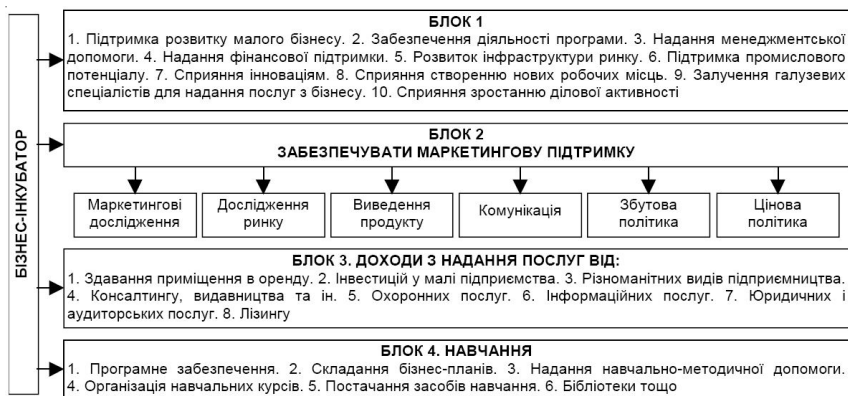 БІЗНЕС-ІНКУБАТОР
БЛОК 1
1. Підтримка розвитку малого бізнесу. 2. Забезпечення діяльності програми. 3. Надання менеджментської
допомоги. 4. Надання фінансової підтримки. 5. Розвиток інфраструктури ринку. 6. Підтримка промислового
потенціалу. 7. Сприяння інноваціям. 8. Сприяння створенню нових робочих місць. 9. Залучення галузевих
спеціалістів для надання послуг з бізнесу. 10. Сприяння зростанню ділової активності
БЛОК 2
ЗАБЕЗПЕЧУВАТИ МАРКЕТИНГОВУ ПІДТРИМКУ
Маркетингові
дослідження
Дослідження
ринку
Виведення
продукту
Комунікація
Збутова
політика
Цінова
політика
БЛОК 3. ДОХОДИ З НАДАННЯ ПОСЛУГ ВІД:
1. Здавання приміщення в оренду. 2. Інвестицій у малі підприємства. 3. Різноманітних видів підприємництва.
4. Консалтингу, видавництва та ін. 5. Охоронних послуг. 6. Інформаційних послуг. 7. Юридичних і
аудиторських послуг. 8. Лізингу
БЛОК 4. НАВЧАННЯ
1. Програмне забезпечення. 2. Складання бізнес-планів. 3. Надання навчально-методичної допомоги.
4. Організація навчальних курсів. 5. Постачання засобів навчання. 6. Бібліотеки тощо